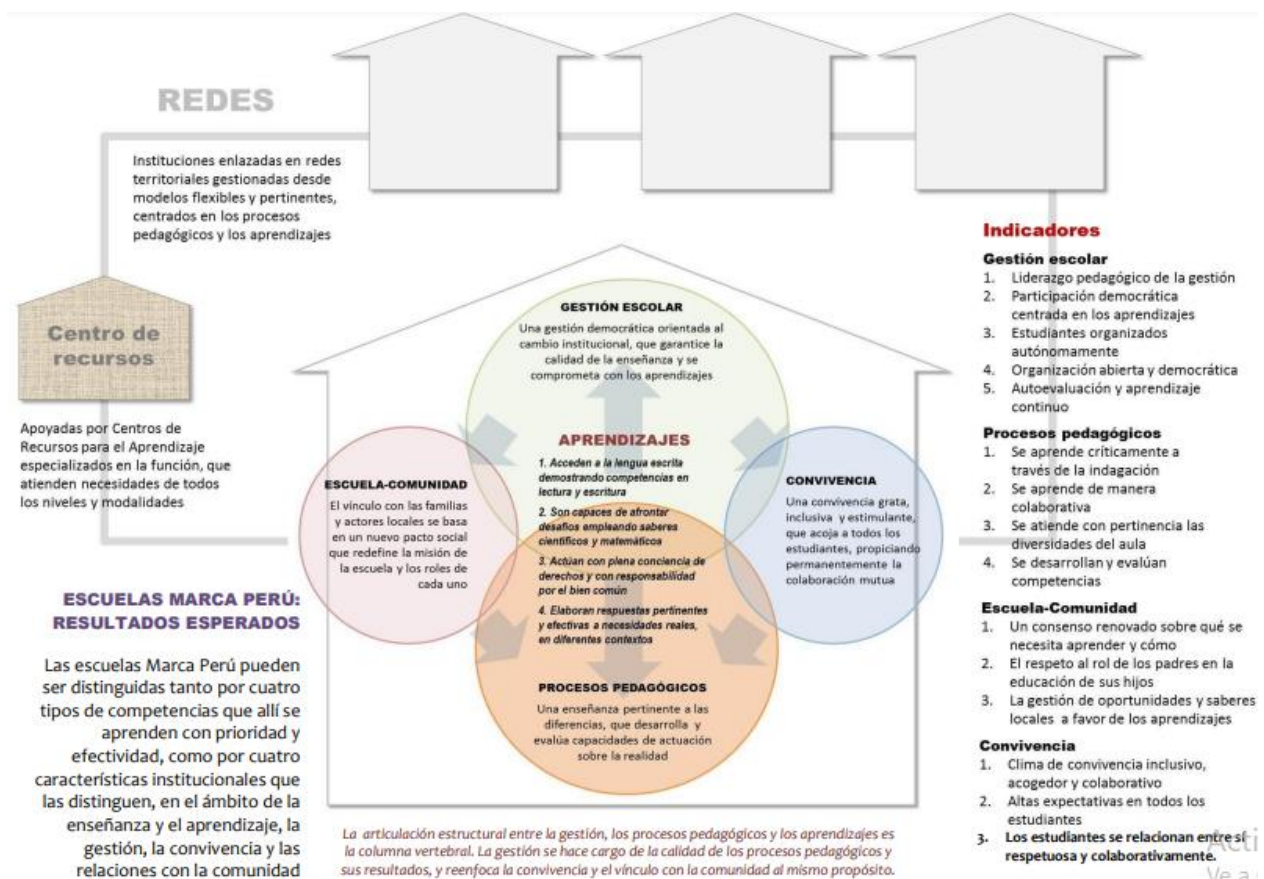 REDES
Instituciones enlazadas en redes
territoriales gestionadas desde
modelos flexibles y pertinentes,
centrados en los procesos
pedagógicos y los aprendizajes
Centro de
recursos
Apoyadas por Centros de
Recursos para el Aprendizaje
especializados en la función, que
atienden necesidades de todos
los niveles y modalidades
ESCUELAS MARCA PERÚ:
RESULTADOS ESPERADOS
Las escuelas Marca Perú pueden
ser distinguidas tanto por cuatro
tipos de competencias que allí se
aprenden con prioridad y
efectividad, como por cuatro
características institucionales que
las distinguen, en el ámbito de la
enseñanza y el aprendizaje, la
gestión, la convivencia y las
relaciones con la comunidad
GESTIÓN ESCOLAR
Una gestión democrática orientada al
cambio institucional, que garantice la
calidad de la enseñanza y se
comprometa con los aprendizajes
ESCUELA-COMUNIDAD
El vínculo con las familias
y actores locales se basa
en un nuevo pacto social
que redefine la misión de
la escuela y los roles de
cada uno
APRENDIZAJES
1. Acceden a la lengua escrita
demostrando competencias en
lectura y escritura
2. Son capaces de afrontar
desafíos empleando saberes
científicos y matemáticos
3. Actúan con plena conciencia de
derechos y con responsabilidad
por el bien común
4. Elaboran respuestas pertinentes
y efectivas a necesidades reales,
en diferentes contextos
CONVIVENCIA
Una convivencia grata,
inclusiva y estimulante,
que acoja a todos los
estudiantes, propiciando
permanentemente la
colaboración mutua
PROCESOS PEDAGÓGICOS
Una enseñanza pertinente a las
diferencias, que desarrolla y
evalúa capacidades de actuación
sobre la realidad
La articulación estructural entre la gestión, los procesos pedagógicos y los aprendizajes es
la columna vertebral. La gestión se hace cargo de la calidad de los procesos pedagógicos y
sus resultados, y reenfoca la convivencia y el vínculo con la comunidad al mismo propósito.
Indicadores
Gestión escolar
1. Liderazgo pedagógico de la gestión
2. Participación democrática
centrada en los aprendizajes
3. Estudiantes organizados
autónomamente
4. Organización abierta y democrática
5. Autoevaluación y aprendizaje
continuo
Procesos pedagógicos
1. Se aprende críticamente a
través de la indagación
2. Se aprende de manera
colaborativa
3. Se atiende con pertinencia las
diversidades del aula
4. Se desarrollan y evalúan
competencias
Escuela-Comunidad
1. Un consenso renovado sobre qué se
necesita aprender y cómo
2. El respeto al rol de los padres en la
educación de sus hijos
3. La gestión de oportunidades y saberes
locales a favor de los aprendizajes
Convivencia
1. Clima de convivencia inclusivo,
acogedor y colaborativo
2. Altas expectativas en todos los
estudiantes
3. Los estudiantes se relacionan entre sí
respetuosa y colaborativamente.
Acti
Ve a